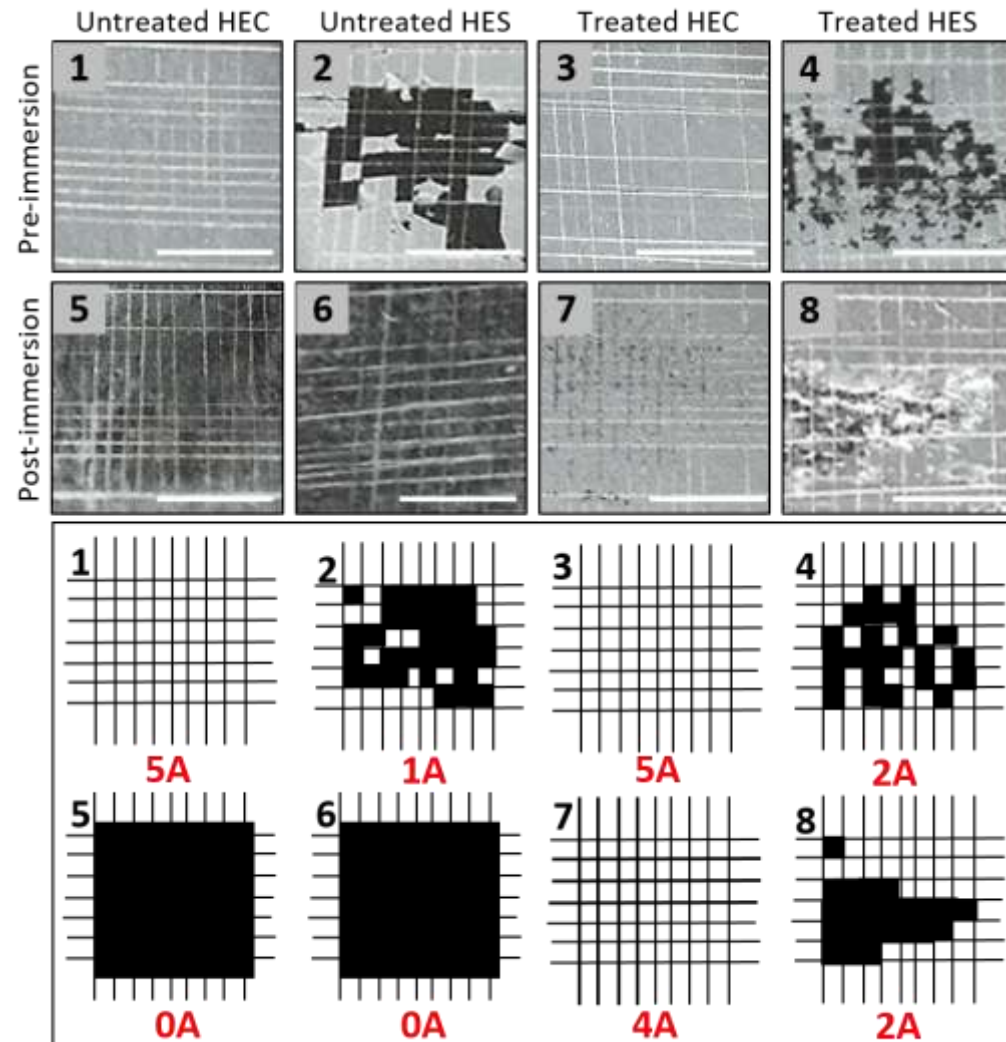 Untreated HEC Untreated HES Treated HEC Treated HES
Pre-immersion
1 2 3 4
Post-immersion
5 6 7 8
1 2 3 4
5A 1A 5A 2A
5 6 7 8
0A 0A 4A 2A